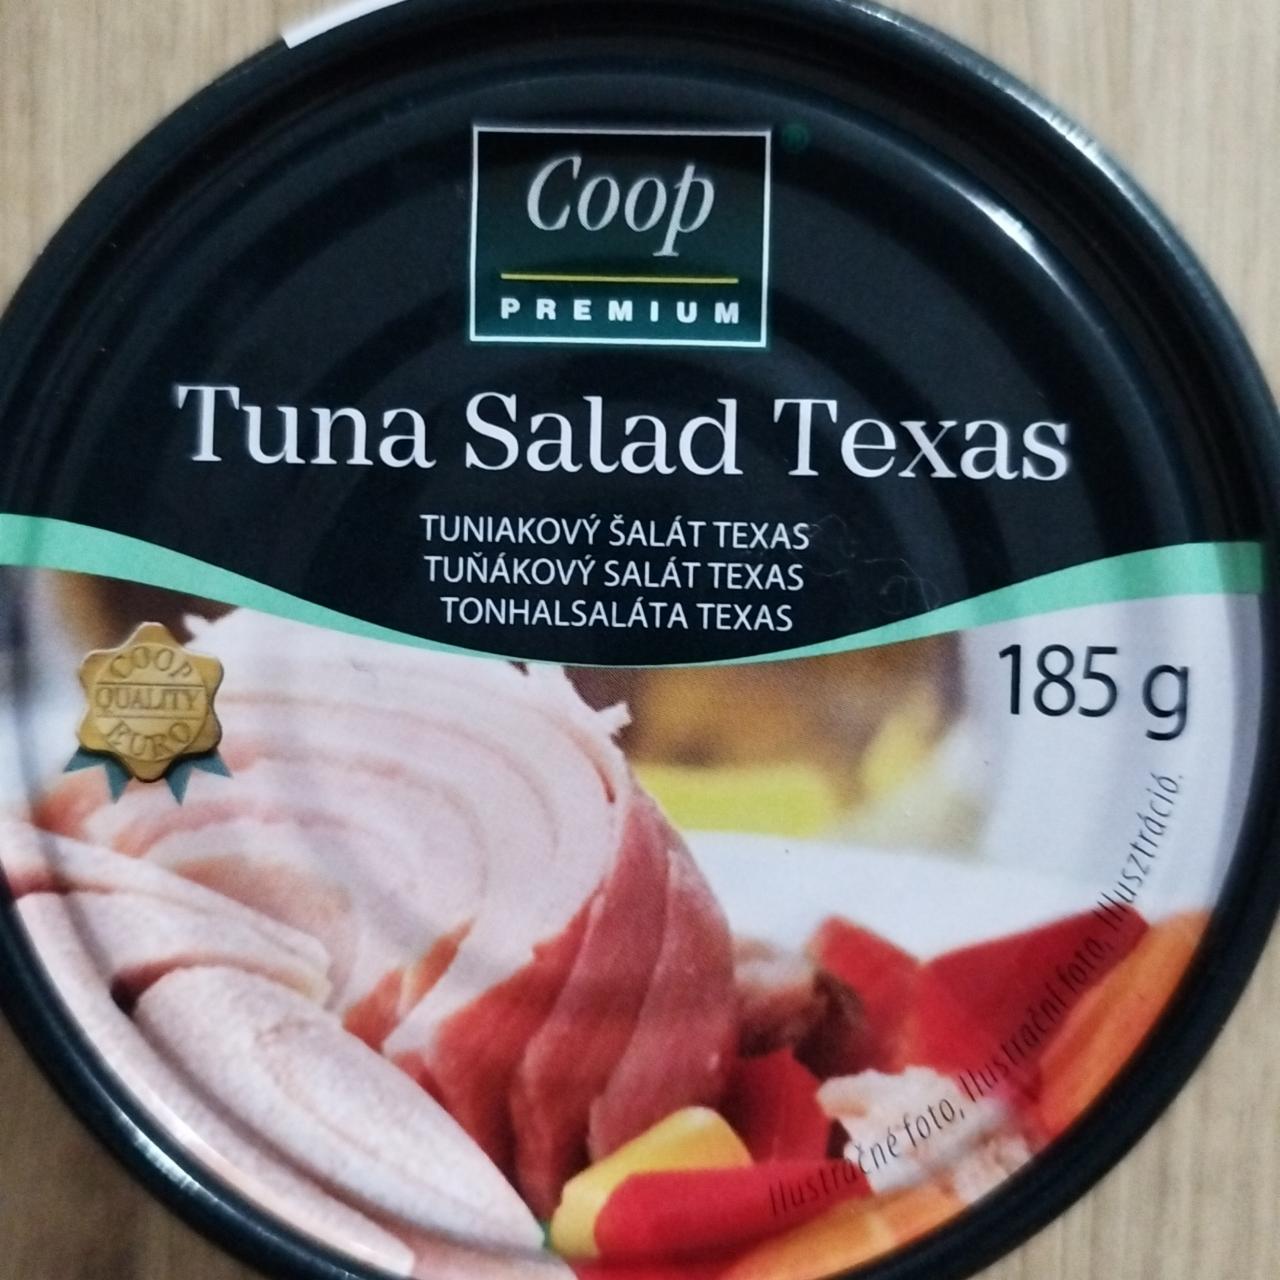 Coop
PREMIUM
Tuna Salad Texas
TUNIAKOVÝ ŠALÁT TEXAS
TUŇÁKOVÝ SALÁT TEXAS
TONHALSALÁTA TEXAS
COOP
QUALITY
EURO
185 g
Ilustračné foto, Ilustrační foto, Illusztráció.